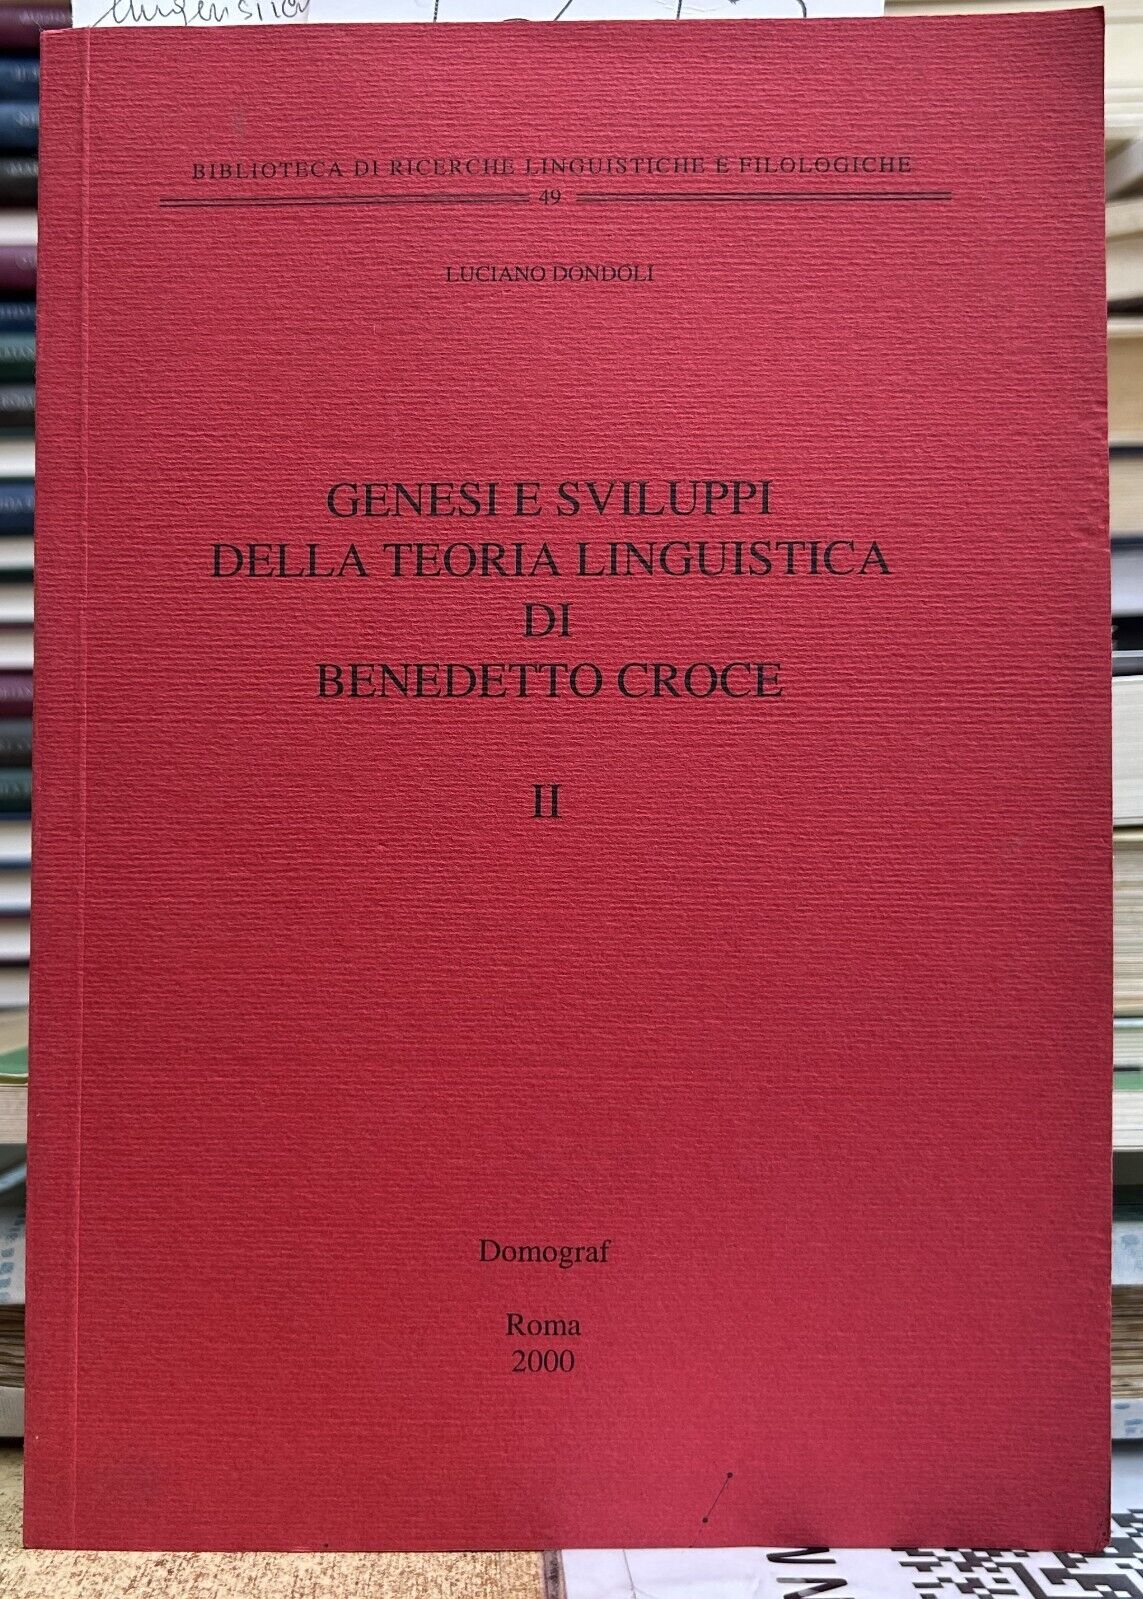 BIBLIOTECA DI RICERCHE LINGUISTICHE E FILOLOGICHE
49
LUCIANO DONDOLI
GENESI E SVILUPPI
DELLA TEORIA LINGUISTICA
DI
BENEDETTO CROCE
II
Domograf
Roma
2000